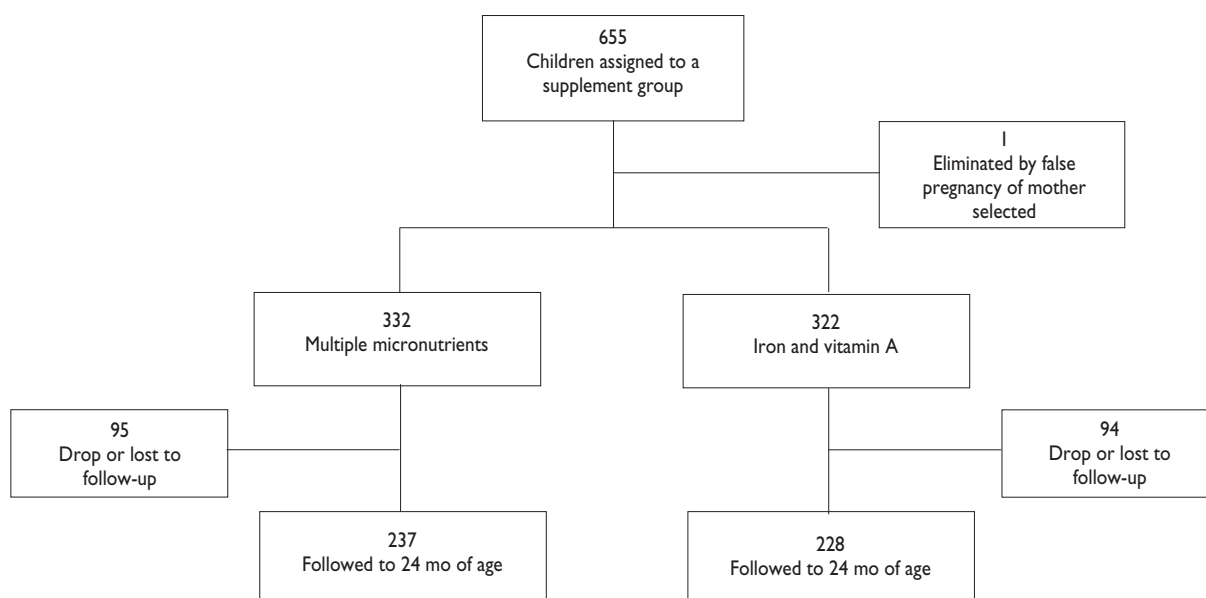 655
Children assigned to a
supplement group
1
Eliminated by false
pregnancy of mother
selected
332
Multiple micronutrients
322
Iron and vitamin A
95
Drop or lost to
follow-up
94
Drop or lost to
follow-up
237
Followed to 24 mo of age
228
Followed to 24 mo of age